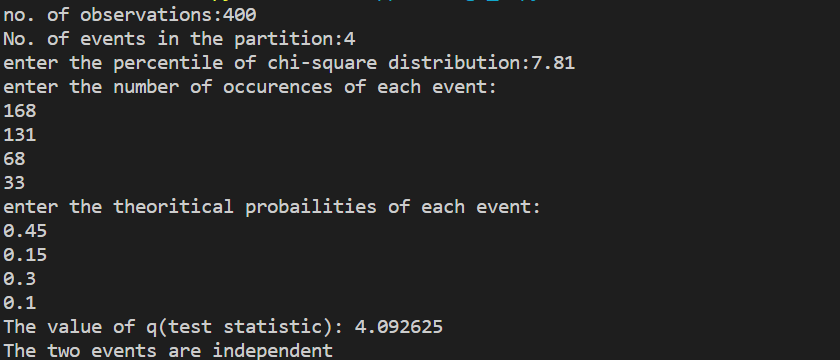 no. of observations:400
No. of events in the partition:4
enter the percentile of chi-square distribution:7.81
enter the number of occurences of each event:
168
131
68
33
enter the theoritical probailities of each event:
0.45
0.15
0.3
0.1
The value of q(test statistic): 4.092625
The two events are independent